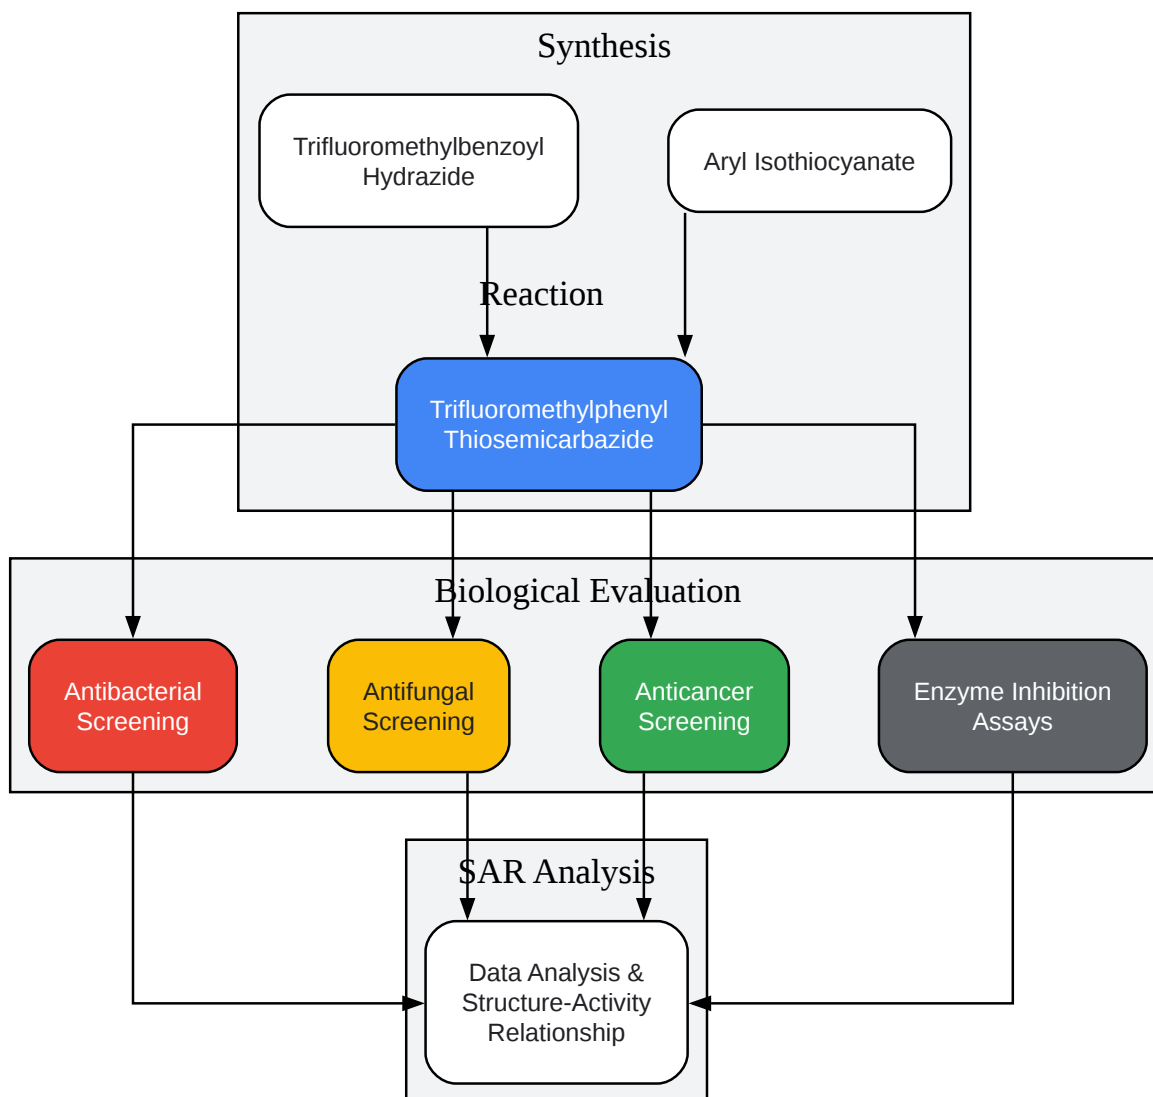 Synthesis
Trifluoromethylbenzoyl
Hydrazide
Aryl Isothiocyanate
Reaction
Trifluoromethylphenyl
Thiosemicarbazide
Biological Evaluation
Antibacterial
Screening
Antifungal
Screening
Anticancer
Screening
Enzyme Inhibition
Assays
SAR Analysis
Data Analysis &
Structure-Activity
Relationship